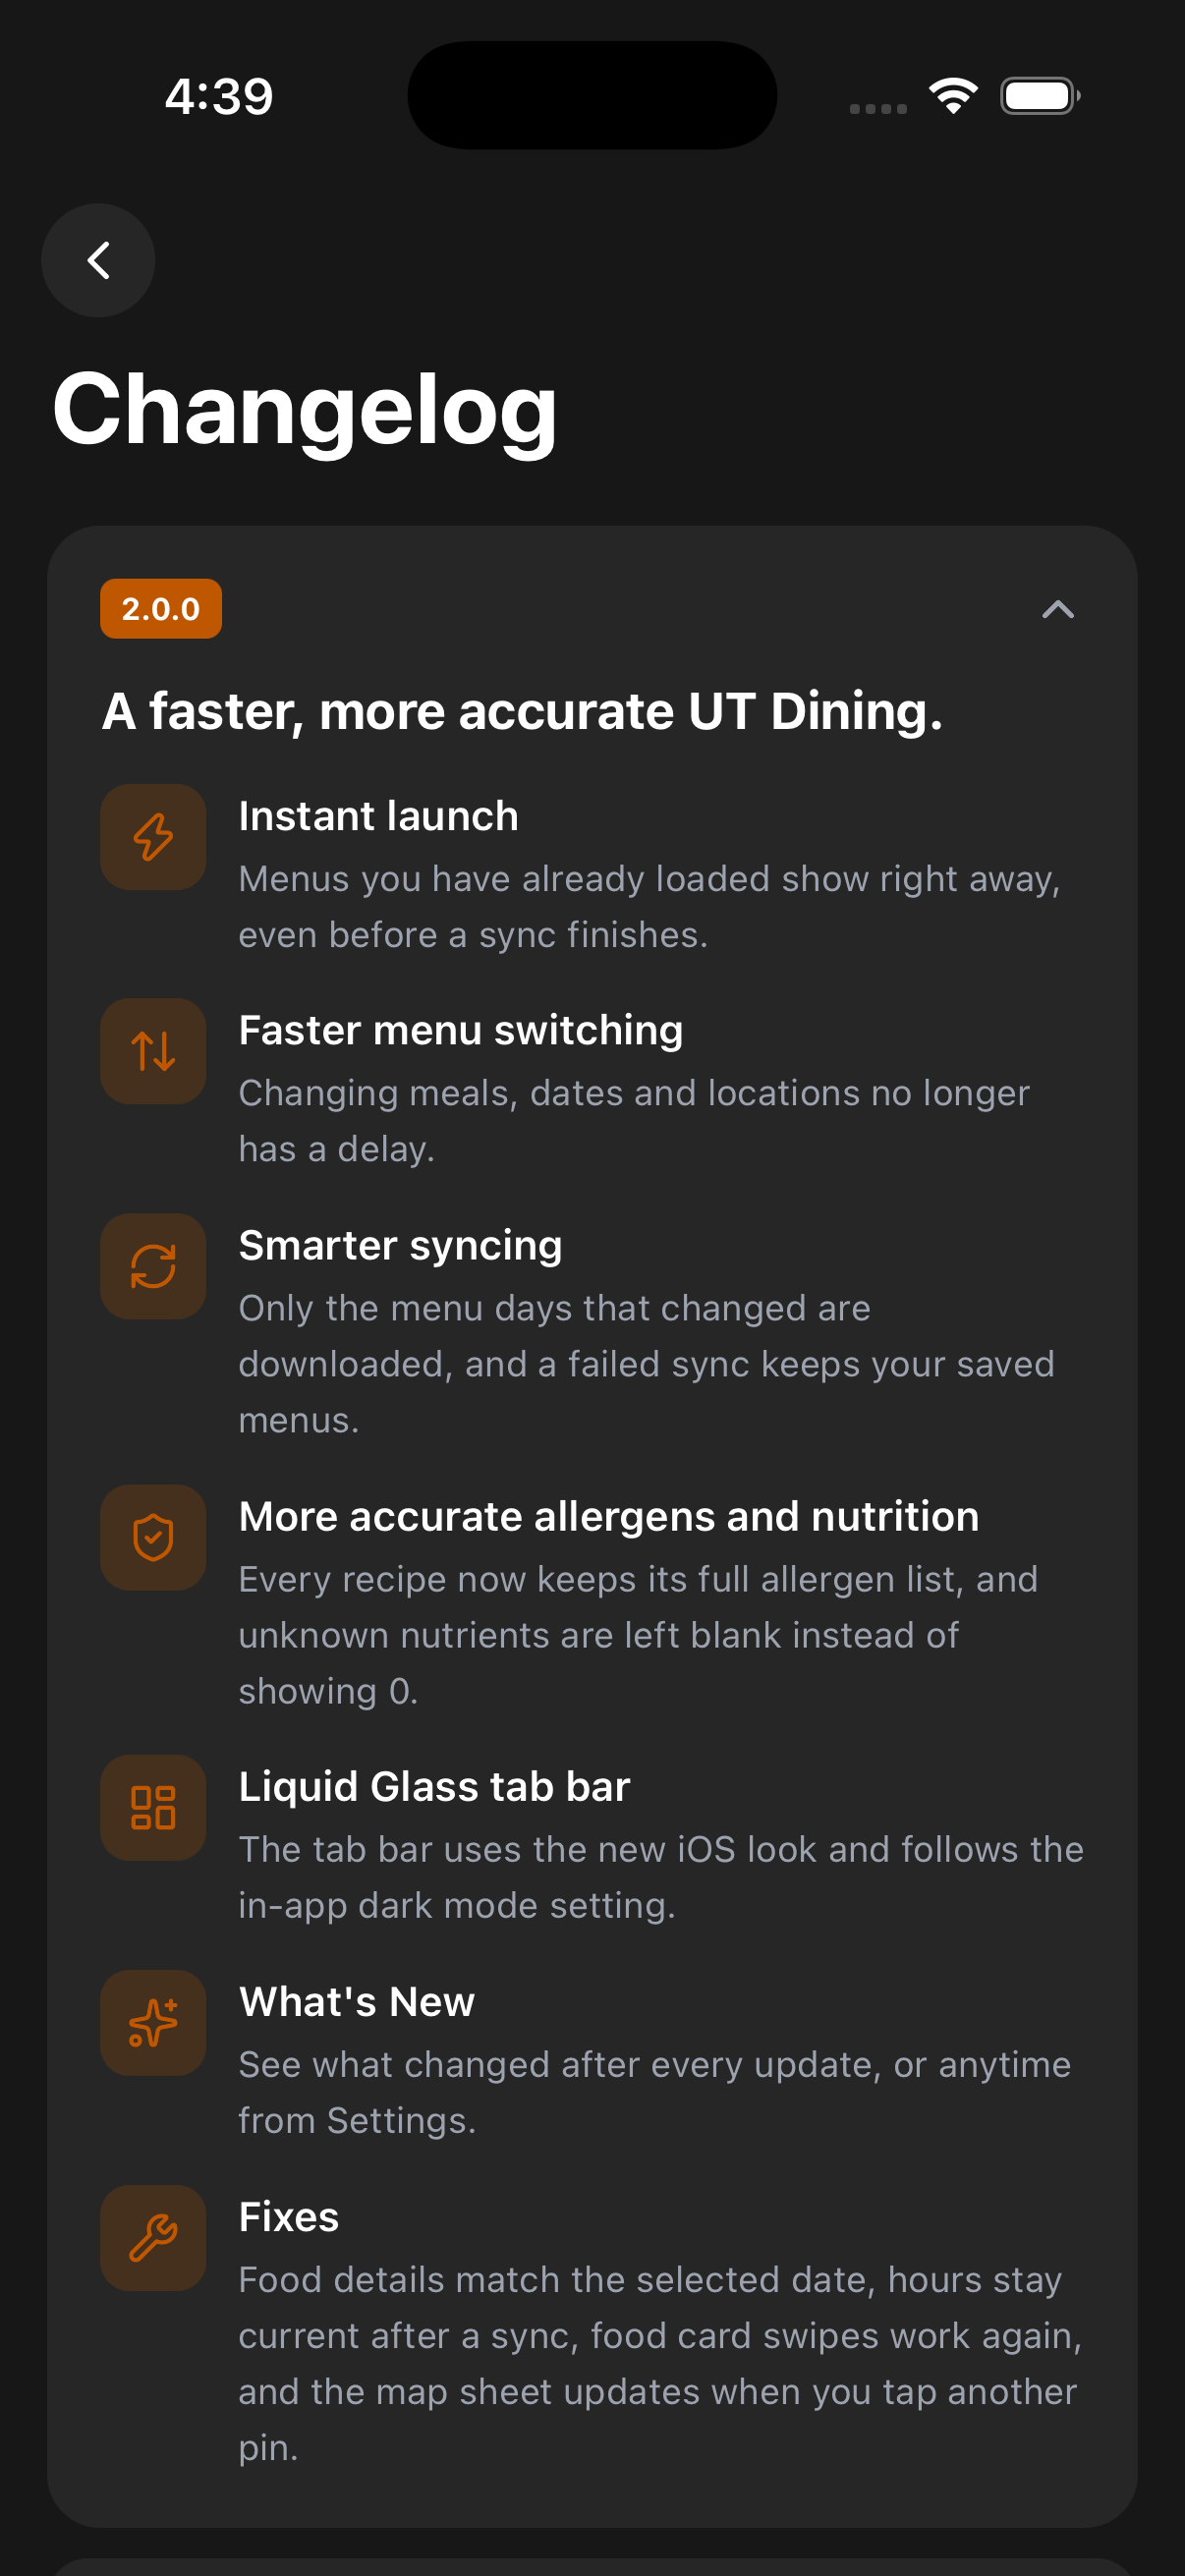 4:39
Changelog
2.0.0
A faster, more accurate UT Dining.
Instant launch
Menus you have already loaded show right away,
even before a sync finishes.
Faster menu switching
Changing meals, dates and locations no longer
has a delay.
Smarter syncing
Only the menu days that changed are
downloaded, and a failed sync keeps your saved
menus.
More accurate allergens and nutrition
Every recipe now keeps its full allergen list, and
unknown nutrients are left blank instead of
showing 0.
Liquid Glass tab bar
The tab bar uses the new iOS look and follows the
in-app dark mode setting.
What's New
See what changed after every update, or anytime
from Settings.
Fixes
Food details match the selected date, hours stay
current after a sync, food card swipes work again,
and the map sheet updates when you tap another
pin.